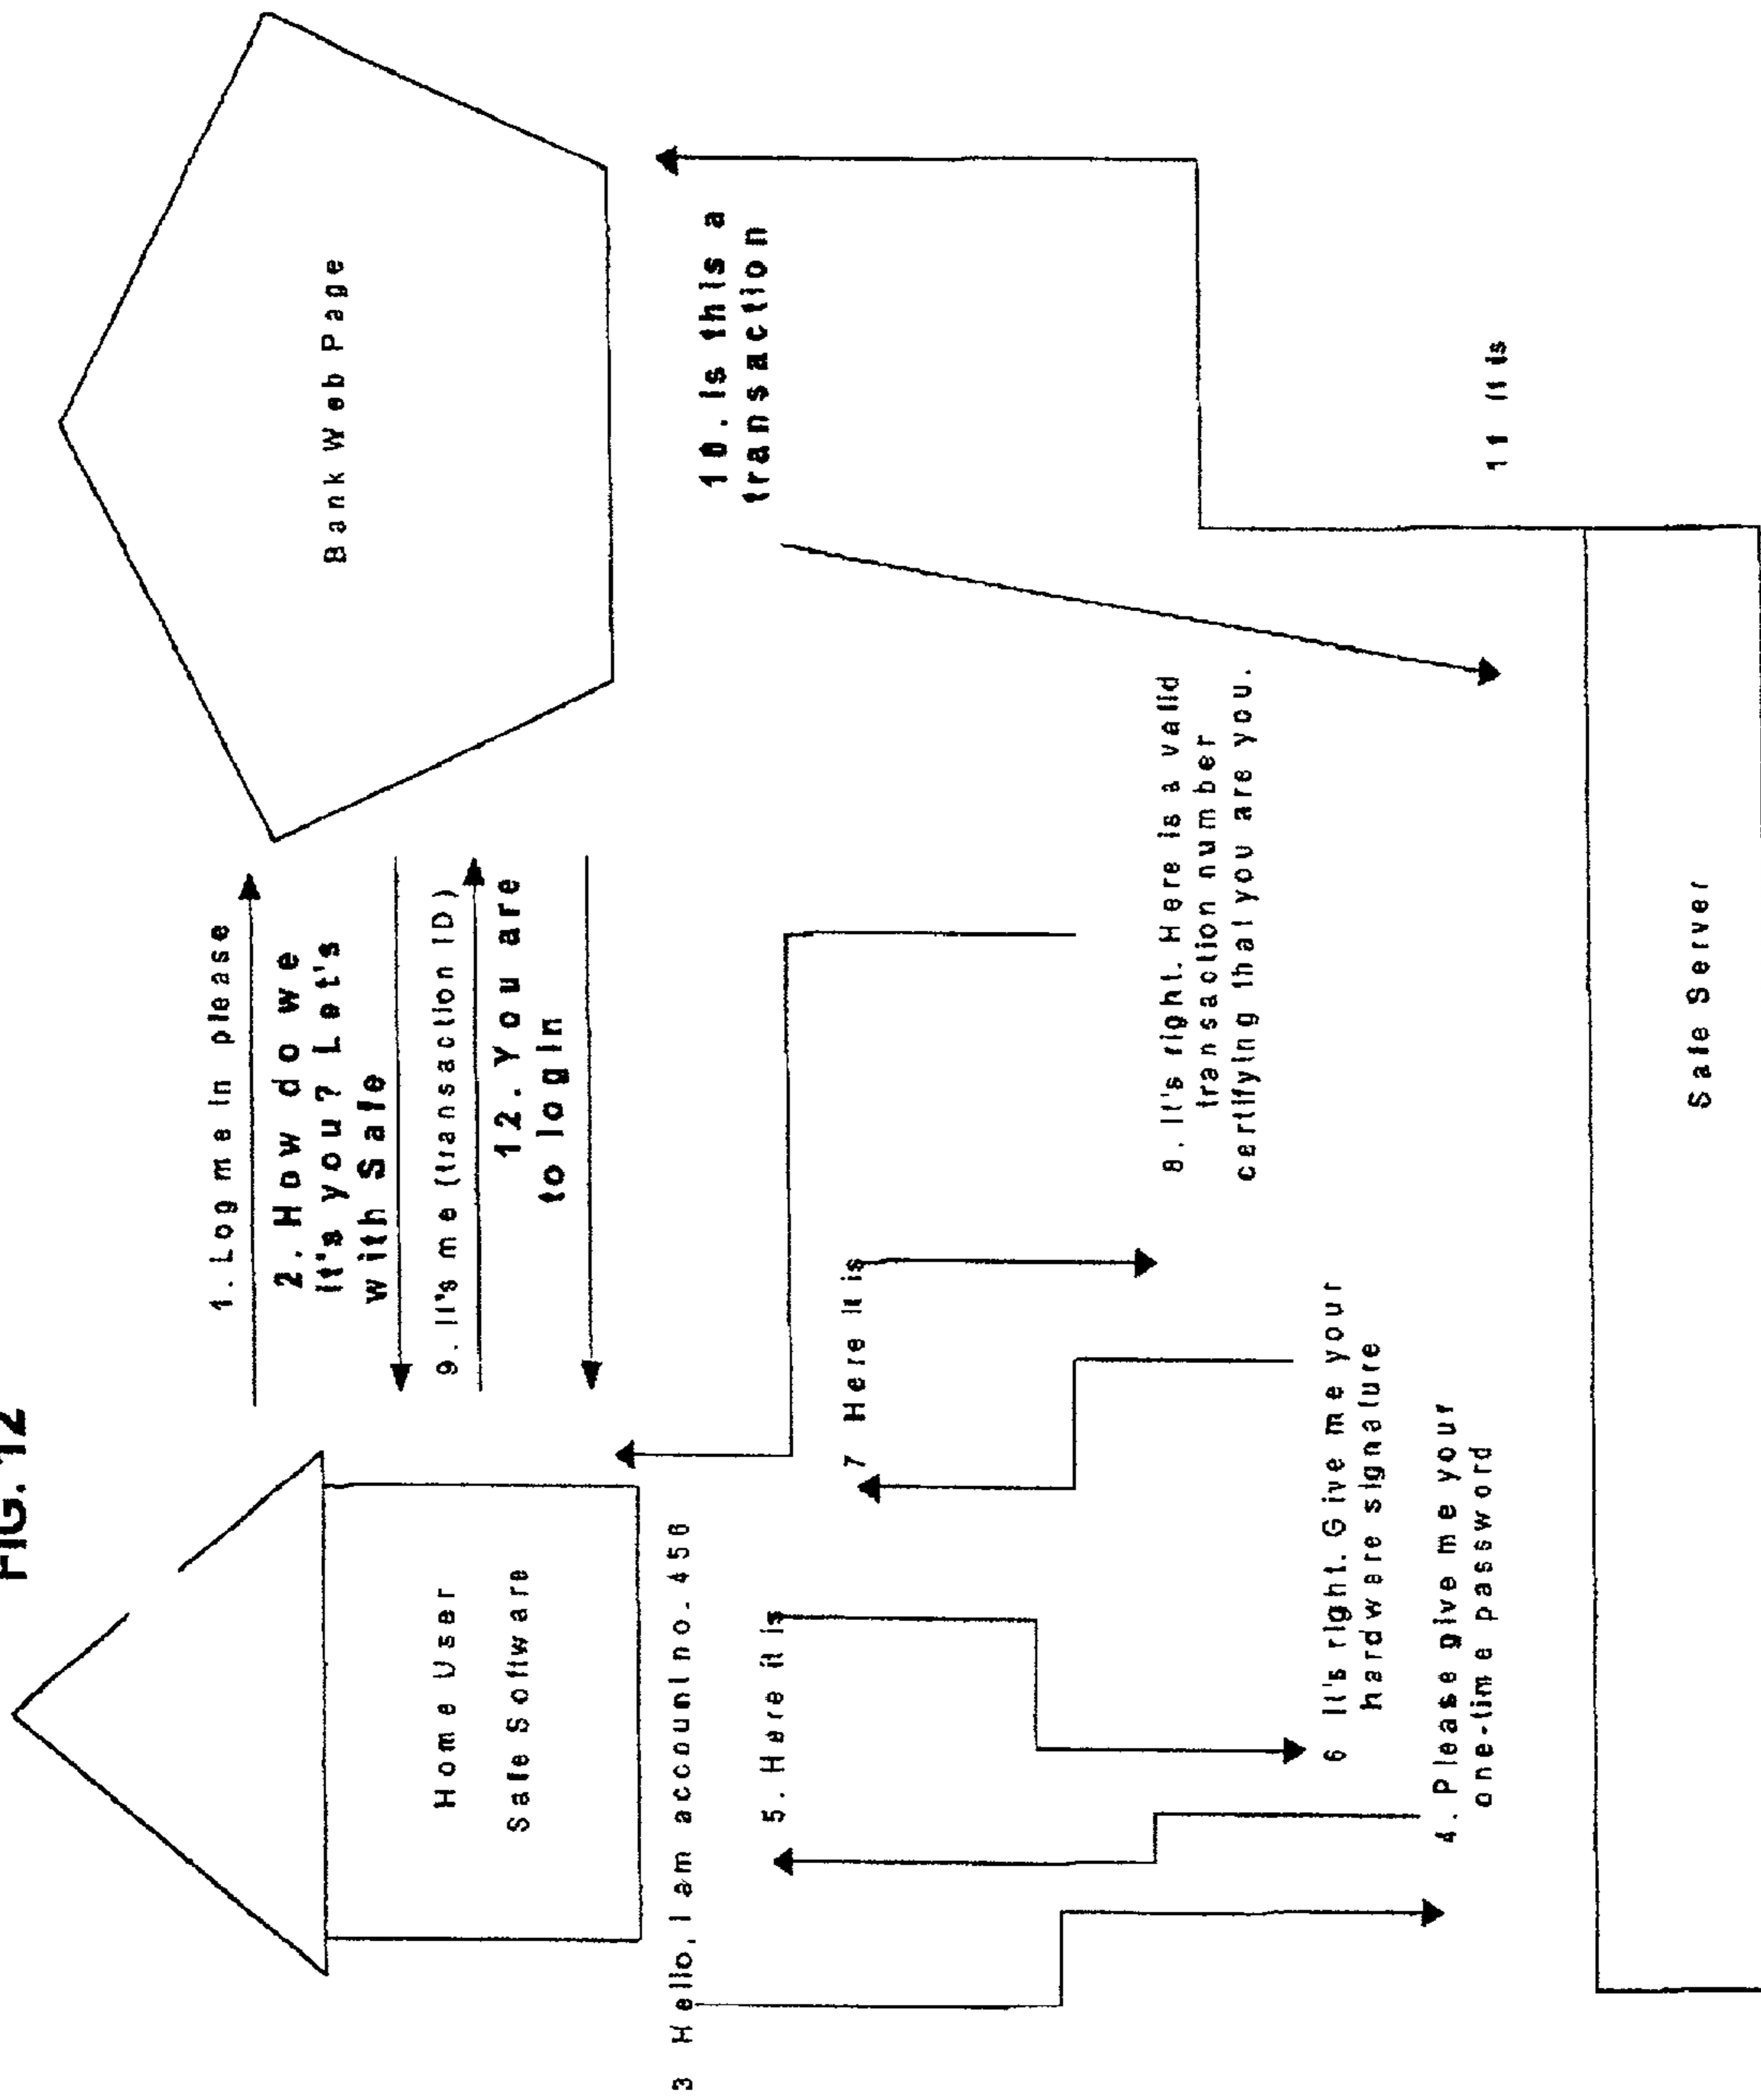 FIG. 12
1. Log me in please
2. How do we
it's you? Let's
with Safe
9. It's me (transaction ID)
12. You are
to login
Bank Web Page
Home User
Safe Software
3 Hello, I am account no. 456
5. Here it is
7 Here it is
10. Is this a
transaction
8. It's right. Here is a valid
transaction number
certifying that you are you.
6 It's right. Give me your
hardware signature
4. Please give me your
one-time password
11 It is
Safe Server